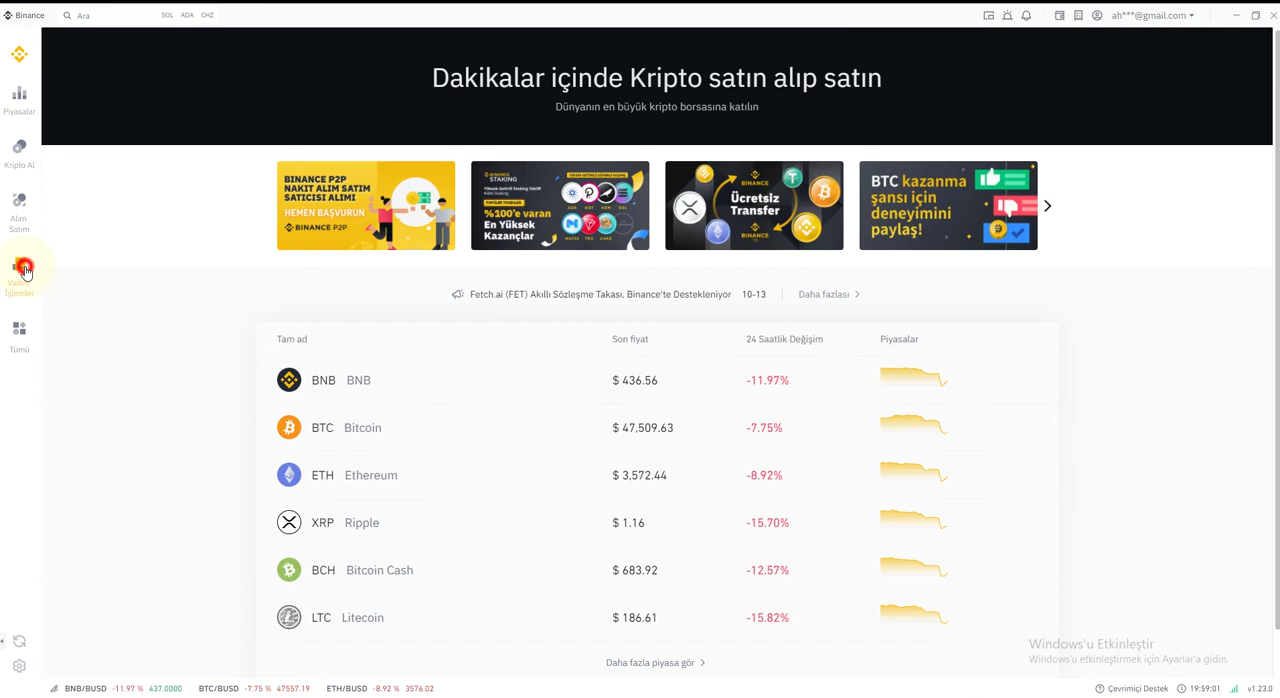 Binance
Ara
SOL ADA CHZ
ah***@gmail.com
Dakikalar içinde Kripto satın alıp satın
Dünyanın en büyük kripto borsasına katılın
Piyasalar
Kripto Al
Alım
Satım
Vadeli
İşlemler
Tümü
BINANCE P2P
NAKİT ALIM SATIM
SATICISI ALIMI
HEMEN BAŞVURUN
BINANCE P2P
BINANCE
STAKING
%100'e varan
En Yüksek
Kazançlar
BINANCE
Ücretsiz
Transfer
BINANCE
TR
BTC kazanma
şansı için
deneyimini
paylaş!
Fetch.ai (FET) Akıllı Sözleşme Takası, Binance'te Destekleniyor 10-13 Daha fazlası
Tam ad Son fiyat 24 Saatlik Değişim Piyasalar
BNB BNB $ 436.56 -11.97%
BTC Bitcoin $ 47,509.63 -7.75%
ETH Ethereum $ 3,572.44 -8.92%
XRP Ripple $ 1.16 -15.70%
BCH Bitcoin Cash $ 683.92 -12.57%
LTC Litecoin $ 186.61 -15.82%
Daha fazla piyasa gör
Windows'u Etkinleştir
Windows'u etkinleştirmek için Ayarlar'a gidin.
BNB/BUSD -11.97 % 437.0000 BTC/BUSD -7.75 % 47557.19 ETH/BUSD -8.92 % 3576.02
Çevrimiçi Destek 19:59:01 v1.23.0